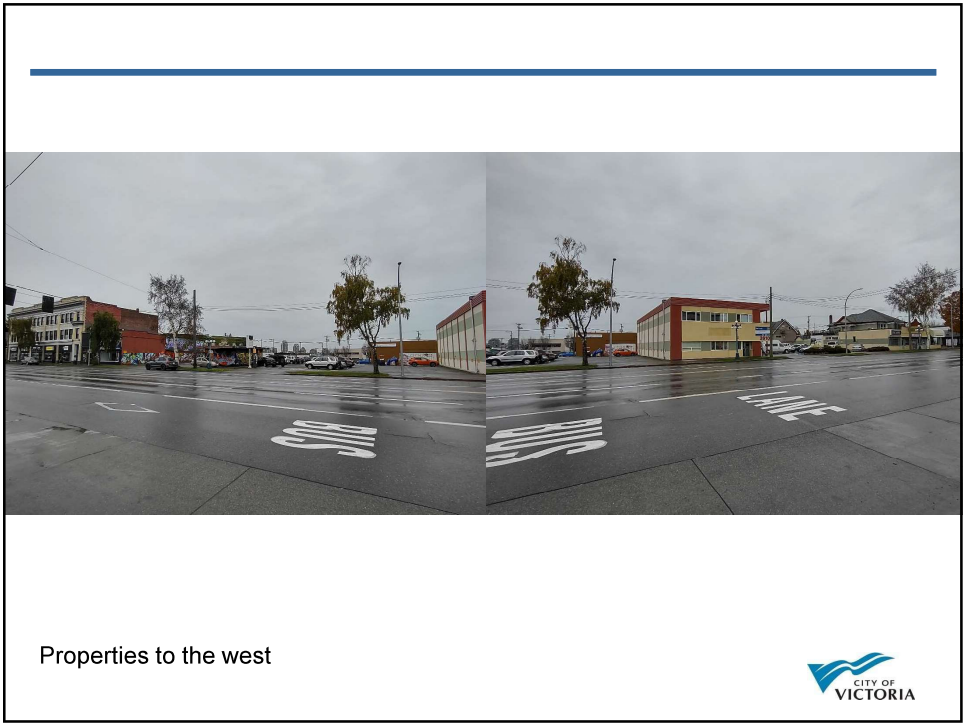 BUS
BUS
LANE
Properties to the west
CITY OF
VICTORIA